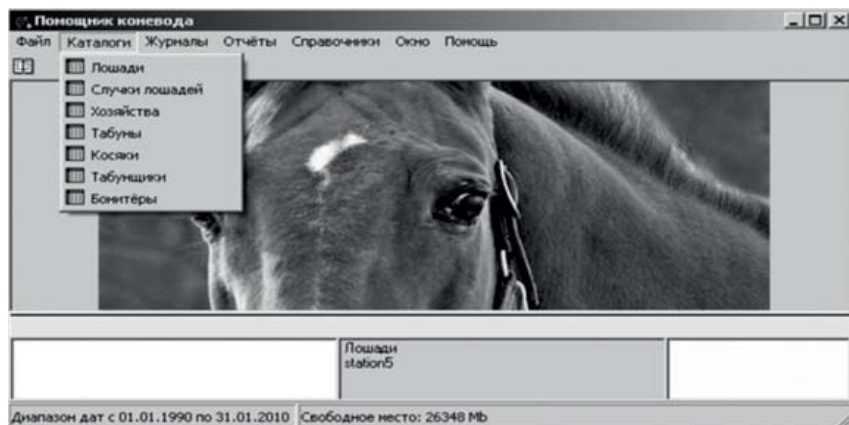 Помощник коневода
Файл Каталоги Журналы Отчёты Справочники Окно Помощь
Лошади
Случки лошадей
Хозяйства
Табуны
Косяки
Табунщики
Бонитёры
Лошади
station5
Диапазон дат с 01.01.1990 по 31.01.2010 Свободное место: 26348 Mb